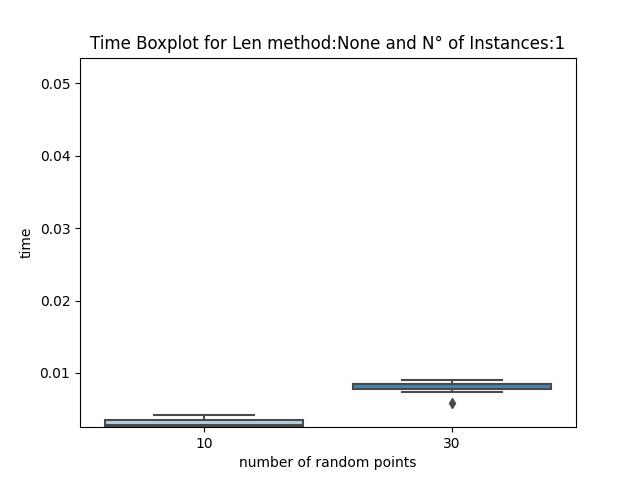 Time Boxplot for Len method:None and N° of Instances:1
0.05
0.04
0.03
0.02
0.01
time
10
30
number of random points